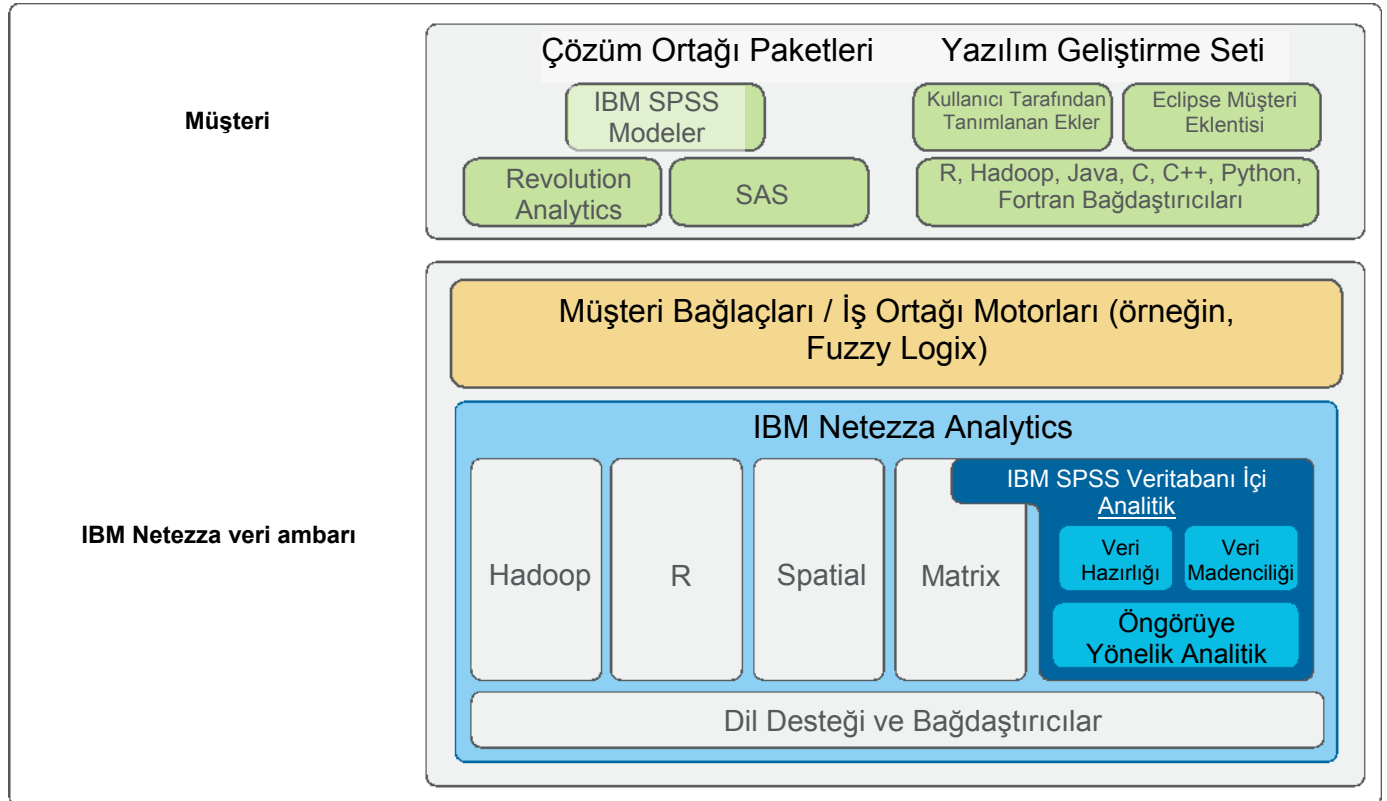 Müşteri
Çözüm Ortağı Paketleri
Yazılım Geliştirme Seti
IBM SPSS
Modeler
Revolution
Analytics
SAS
Kullanıcı Tarafından
Tanımlanan Ekler
Eclipse Müşteri
Eklentisi
R, Hadoop, Java, C, C++, Python,
Fortran Bağdaştırıcıları
IBM Netezza veri ambarı
Müşteri Bağlaçları / İş Ortağı Motorları (örneğin,
Fuzzy Logix)
IBM Netezza Analytics
Hadoop
R
Spatial
Matrix
IBM SPSS Veritabanı İçi
Analitik
Veri
Hazırlığı
Veri
Madenciliği
Öngörüye
Yönelik Analitik
Dil Desteği ve Bağdaştırıcılar